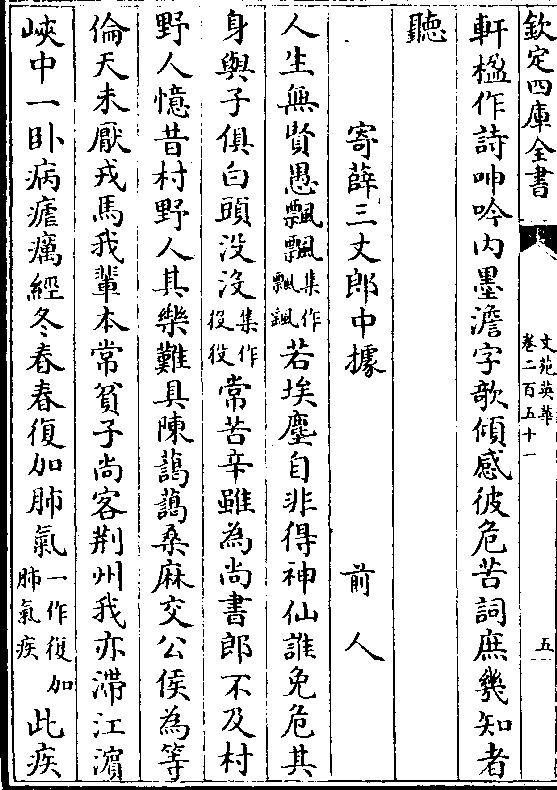 欽定四庫全書
文苑英華
卷二百五十一
五
軒楹作詩呻吟内墨澹字欹傾感彼危苦詞庶幾知者
聽
寄薛三丈郎中據 前人
人生無賢愚飄飄集作飄颻若埃塵自非得神仙誰免危其
身與子俱白頭沒沒集作役役常苦辛雖為尚書郎不及村
野人憶昔村野人其樂難具陳藹藹桑麻交公侯為等
倫天未厭戎馬我輩本常貧子尚客荆州我亦滯江濵
峽中一卧病瘧癘經冬春春復加肺氣一作復加肺氣疾此疾